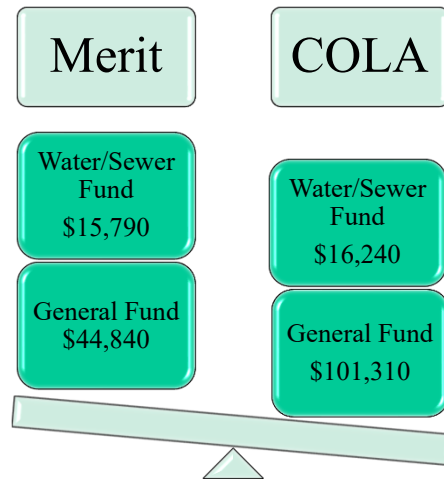 Merit
COLA
Water/Sewer
Fund
$15,790
General Fund
$44,840
Water/Sewer
Fund
$16,240
General Fund
$101,310